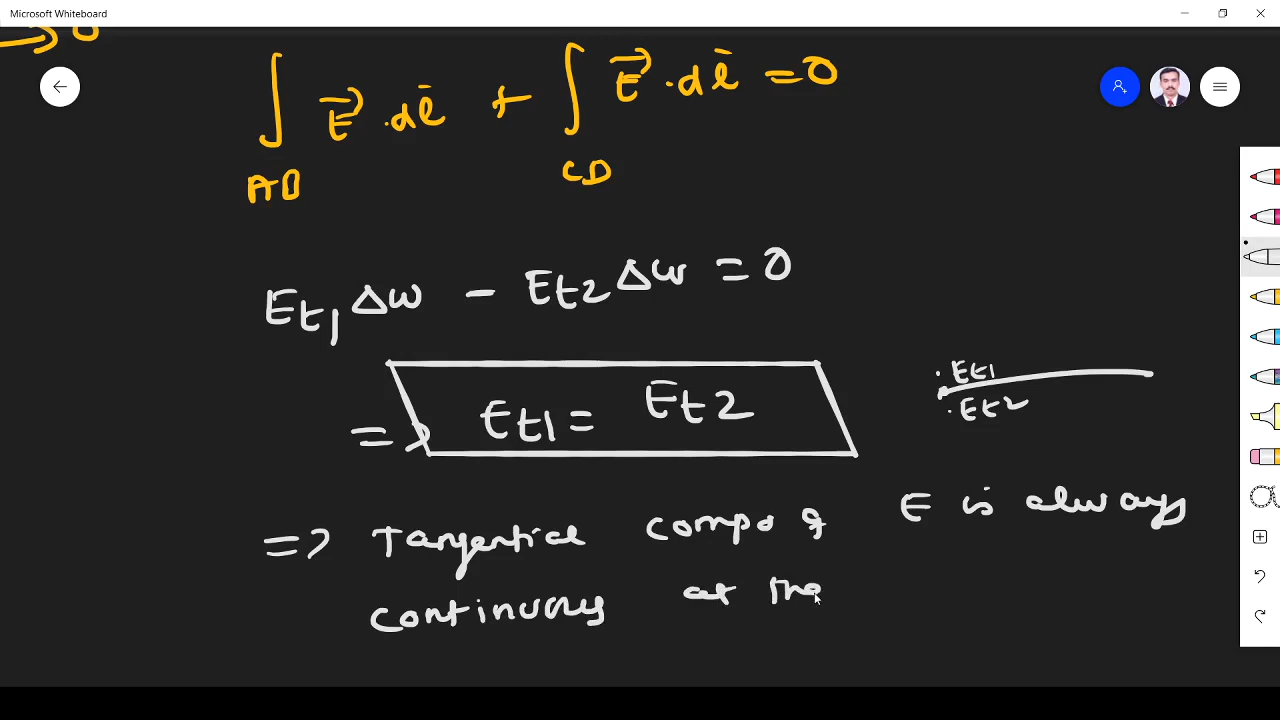 Microsoft Whiteboard
→ 0
∫ E⃗ . dl̄ + ∫ E⃗ . dl̄ = 0
AB CD
Et1 Δw - Et2 Δw = 0
=> Et1 = Et2
. Et1
. Et2
=> Tangential compo of E is always
continuous at the